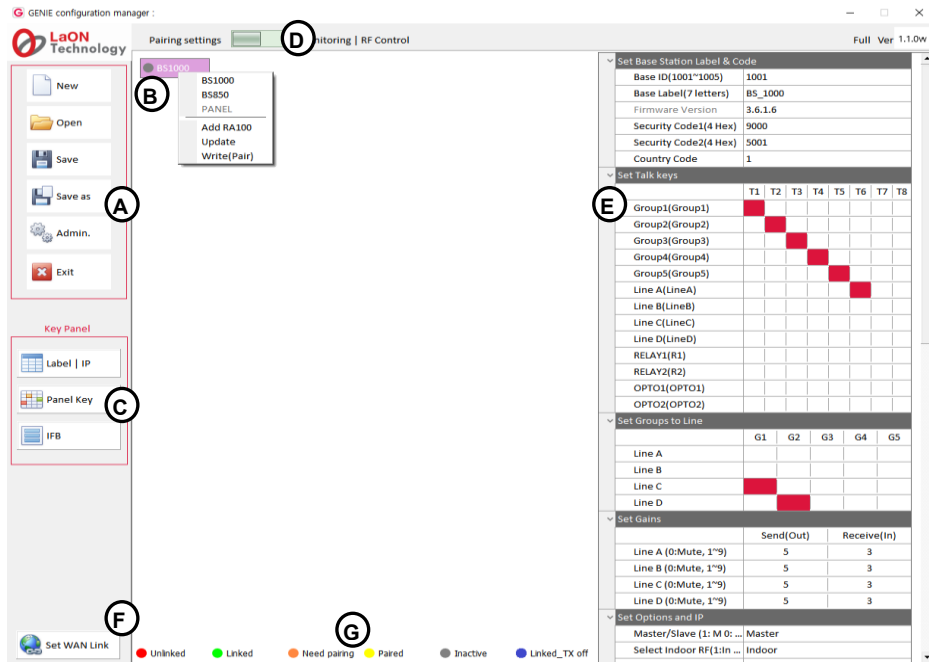 GENIE configuration manager :
LaON
Technology
Pairing settings
D
nitoring | RF Control
Full Ver 1.1.0w
New
Open
Save
Save as
Admin.
Exit
A
Key Panel
Label | IP
Panel Key
IFB
C
F
Set WAN Link
BS1000
B
BS1000
BS850
PANEL
Add RA100
Update
Write(Pair)
G
Unlinked Linked Need pairing Paired Inactive Linked_TX off
E
Set Base Station Label & Code
Base ID(1001~1005) 1001
Base Label(7 letters) BS_1000
Firmware Version 3.6.1.6
Security Code1(4 Hex) 9000
Security Code2(4 Hex) 5001
Country Code 1
Set Talk keys
T1 T2 T3 T4 T5 T6 T7 T8
Group1(Group1)
Group2(Group2)
Group3(Group3)
Group4(Group4)
Group5(Group5)
Line A(LineA)
Line B(LineB)
Line C(LineC)
Line D(LineD)
RELAY1(R1)
RELAY2(R2)
OPTO1(OPTO1)
OPTO2(OPTO2)
Set Groups to Line
G1 G2 G3 G4 G5
Line A
Line B
Line C
Line D
Set Gains
Send(Out) Receive(In)
Line A (0:Mute, 1~9) 5 3
Line B (0:Mute, 1~9) 5 3
Line C (0:Mute, 1~9) 5 3
Line D (0:Mute, 1~9) 5 3
Set Options and IP
Master/Slave (1: M 0: ... Master
Select Indoor RF(1:In ... Indoor